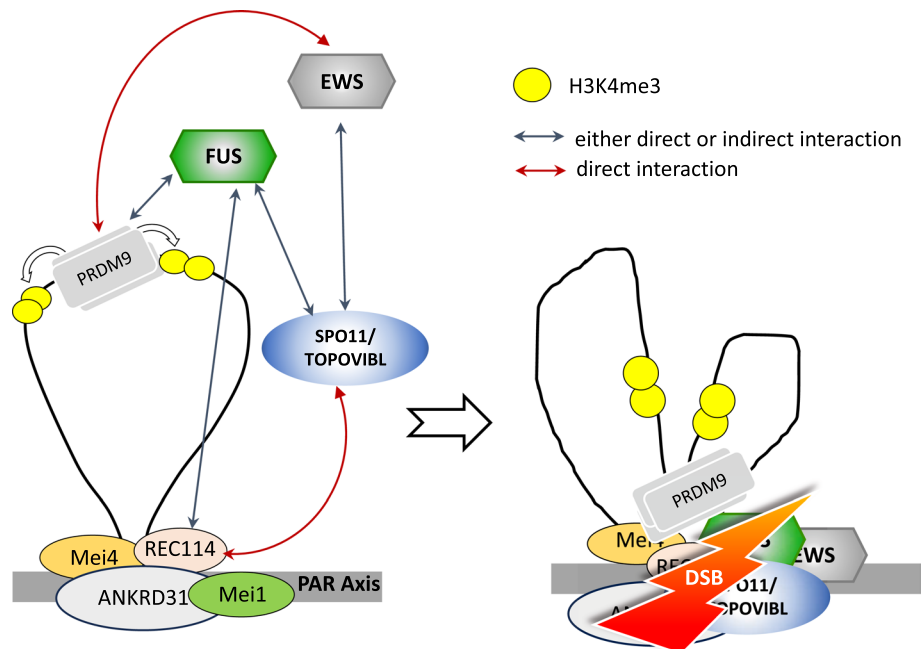 EWS
H3K4me3
either direct or indirect interaction
direct interaction
FUS
PRDM9
SPO11/
TOPOVIBL
Mei4
REC114
ANKRD31
Mei1
PAR Axis
PRDM9
EWS
DSB